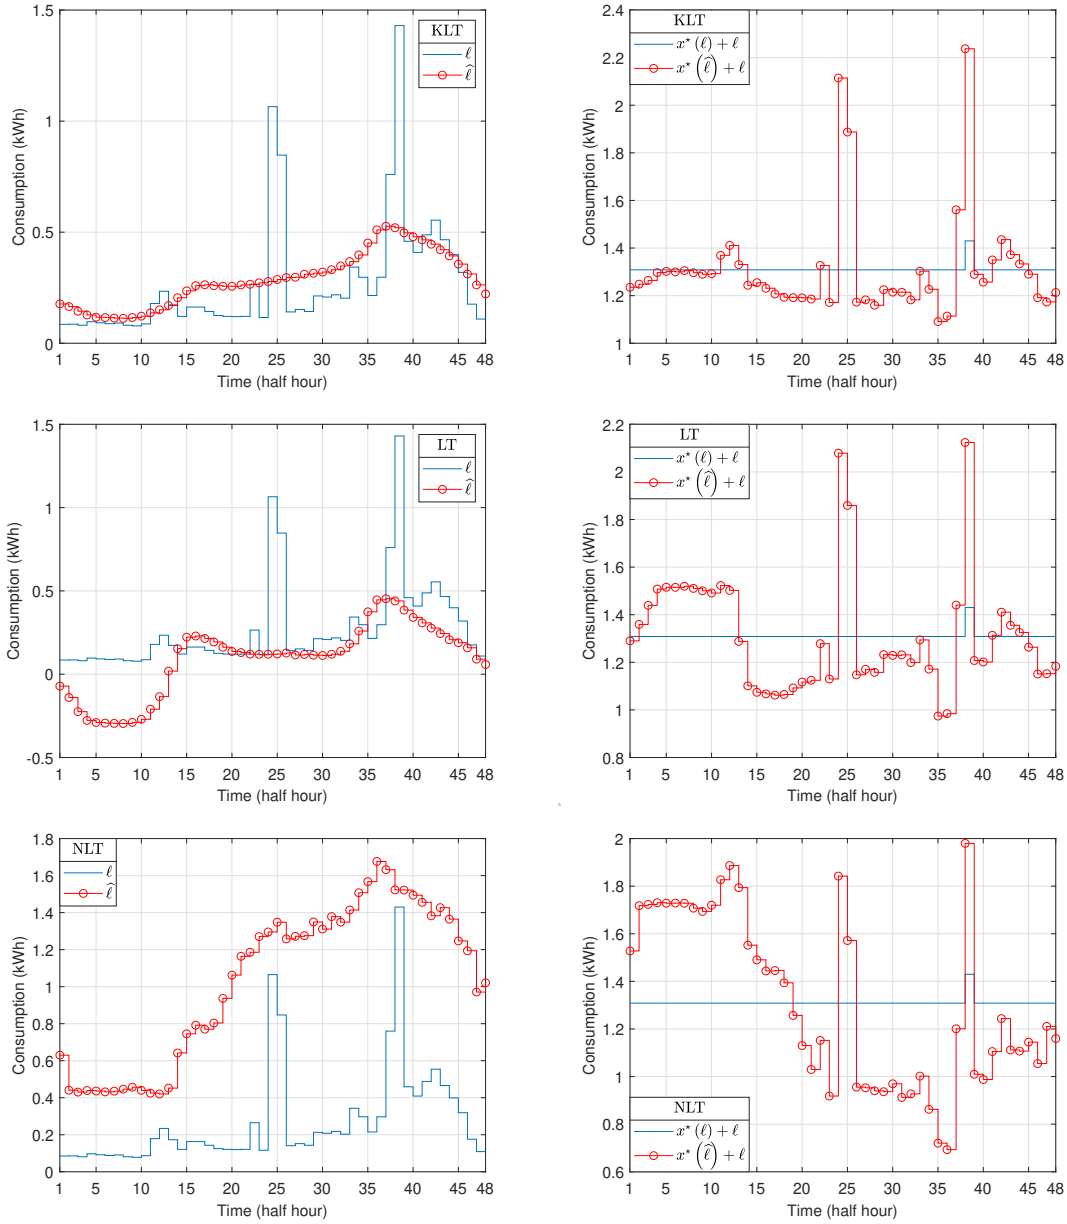 KLT
ℓ
ℓ̂
1.5
1
0.5
0
Consumption (kWh)
1 5 10 15 20 25 30 35 40 45 48
Time (half hour)
KLT
x⋆(ℓ) + ℓ
x⋆(ℓ̂) + ℓ
2.4
2.2
2
1.8
1.6
1.4
1.2
1
Consumption (kWh)
1 5 10 15 20 25 30 35 40 45 48
Time (half hour)
LT
ℓ
ℓ̂
1.5
1
0.5
0
-0.5
Consumption (kWh)
1 5 10 15 20 25 30 35 40 45 48
Time (half hour)
LT
x⋆(ℓ) + ℓ
x⋆(ℓ̂) + ℓ
2.2
2
1.8
1.6
1.4
1.2
1
0.8
Consumption (kWh)
1 5 10 15 20 25 30 35 40 45 48
Time (half hour)
NLT
ℓ
ℓ̂
1.8
1.6
1.4
1.2
1
0.8
0.6
0.4
0.2
0
Consumption (kWh)
1 5 10 15 20 25 30 35 40 45 48
Time (half hour)
2
1.8
1.6
1.4
1.2
1
0.8
0.6
Consumption (kWh)
NLT
x⋆(ℓ) + ℓ
x⋆(ℓ̂) + ℓ
1 5 10 15 20 25 30 35 40 45 48
Time (half hour)